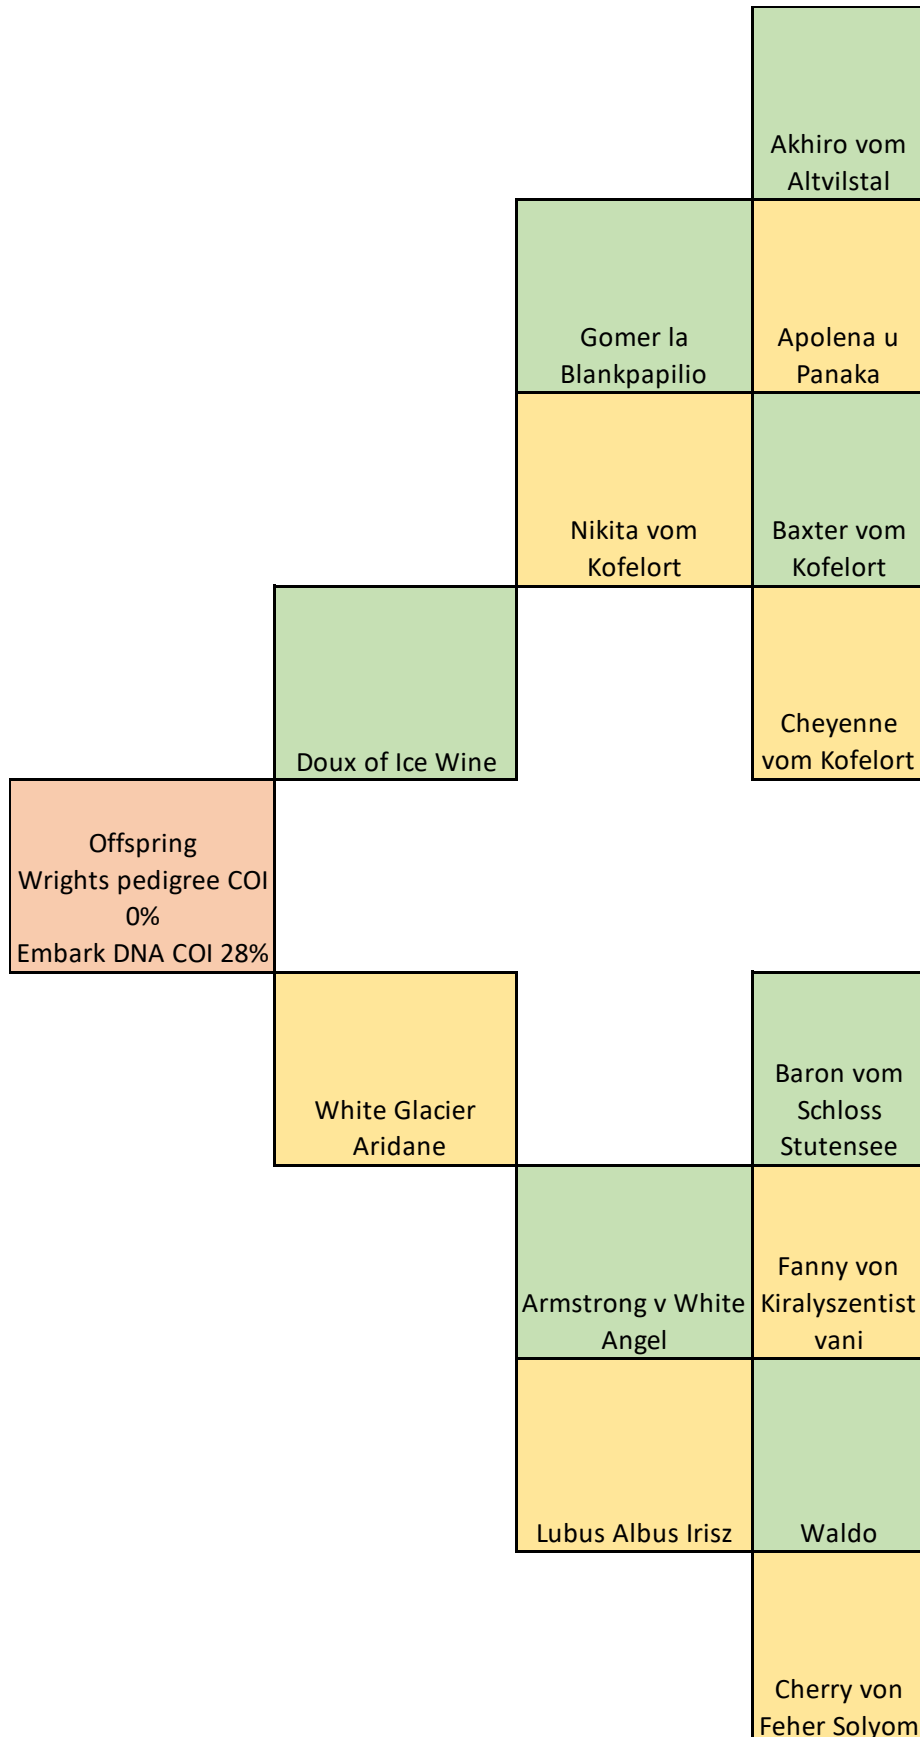 Akhiro vom
Altvilstal
Gomer la
Blankpapilio
Apolena u
Panaka
Nikita vom
Kofelort
Baxter vom
Kofelort
Doux of Ice Wine
Cheyenne
vom Kofelort
Offspring
Wrights pedigree COI
0%
Embark DNA COI 28%
White Glacier
Aridane
Baron vom
Schloss
Stutensee
Armstrong v White
Angel
Fanny von
Kiralyszentist
vani
Lubus Albus Irisz
Waldo
Cherry von
Feher Solyom